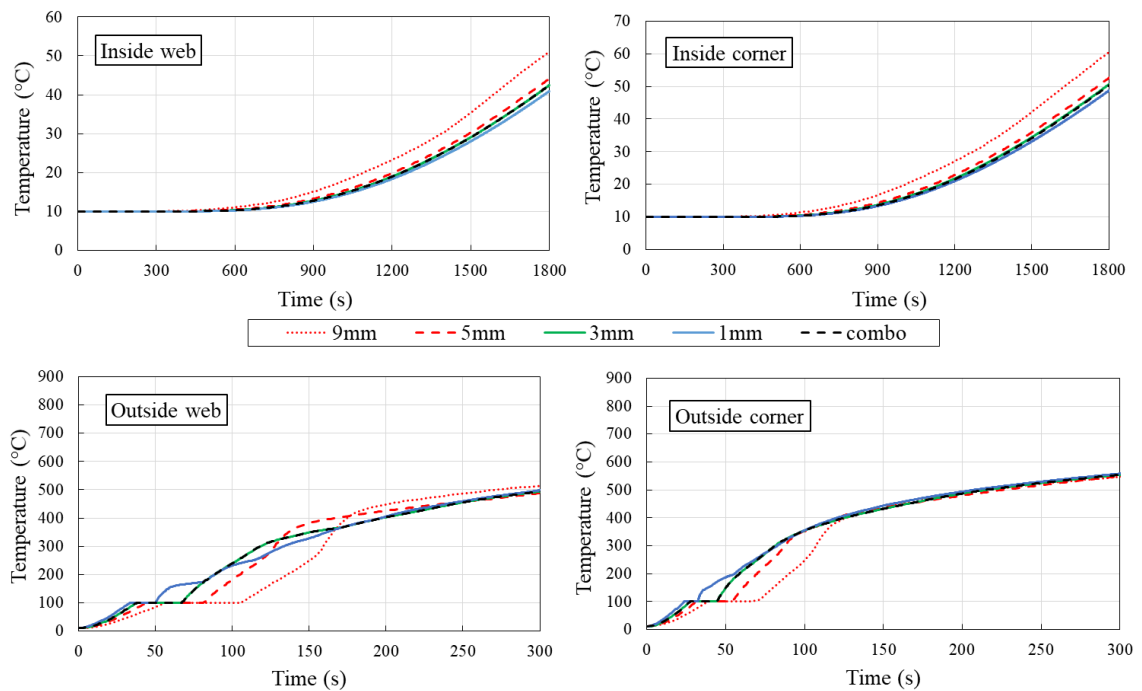 60
50
40
30
20
10
0
Temperature (°C)
Inside web
0 300 600 900 1200 1500 1800
Time (s)
70
60
50
40
30
20
10
0
Temperature (°C)
Inside corner
0 300 600 900 1200 1500 1800
Time (s)
9mm 5mm 3mm 1mm combo
900
800
700
600
500
400
300
200
100
0
Temperature (°C)
Outside web
0 50 100 150 200 250 300
Time (s)
900
800
700
600
500
400
300
200
100
0
Temperature (°C)
Outside corner
0 50 100 150 200 250 300
Time (s)